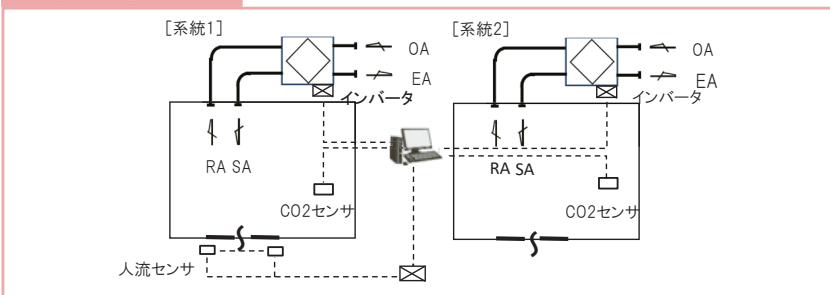 [系統1]
OA
EA
インバータ
RA SA
CO2センサ
人流センサ
[系統2]
OA
EA
インバータ
RA SA
CO2センサ